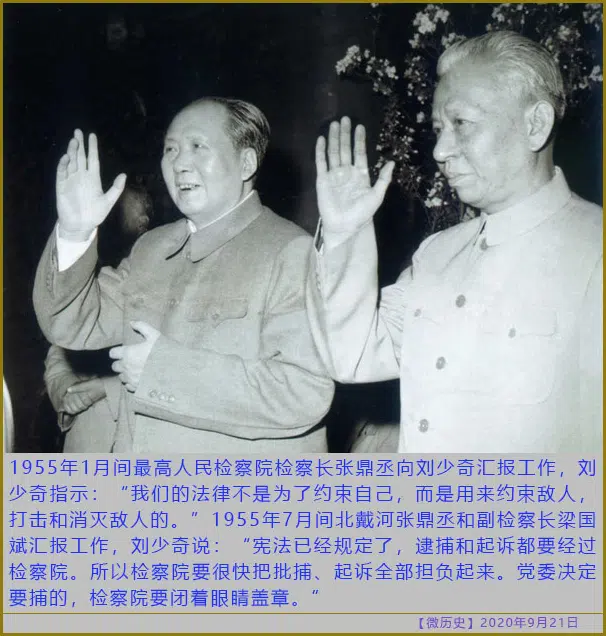 1955年1月间最高人民检察院检察长张鼎丞向刘少奇汇报工作，刘
少奇指示：“我们的法律不是为了约束自己，而是用来约束敌人，
打击和消灭敌人的。”1955年7月间北戴河张鼎丞和副检察长梁国
斌汇报工作，刘少奇说：“宪法已经规定了，逮捕和起诉都要经过
检察院。所以检察院要很快把批捕、起诉全部担负起来。党委决定
要捕的，检察院要闭着眼睛盖章。“
【微历史】2020年9月21日